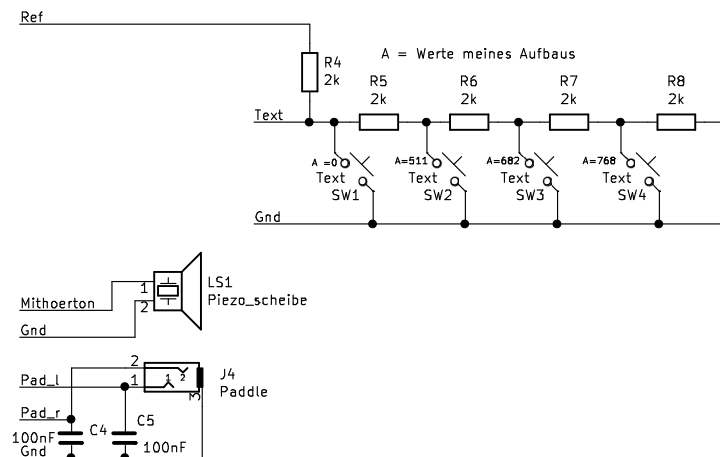 Ref
A = Werte meines Aufbaus
R4
2k
R5
2k
R6
2k
R7
2k
R8
2k
Text
A =0
Text
SW1
A=511
Text
SW2
A=682
Text
SW3
A=768
Text
SW4
Gnd
LS1
Piezo_scheibe
1
2
Mithoerton
Gnd
2
1
1 2
3
J4
Paddle
Pad_l
Pad_r
C4
100nF
C5
100nF
Gnd